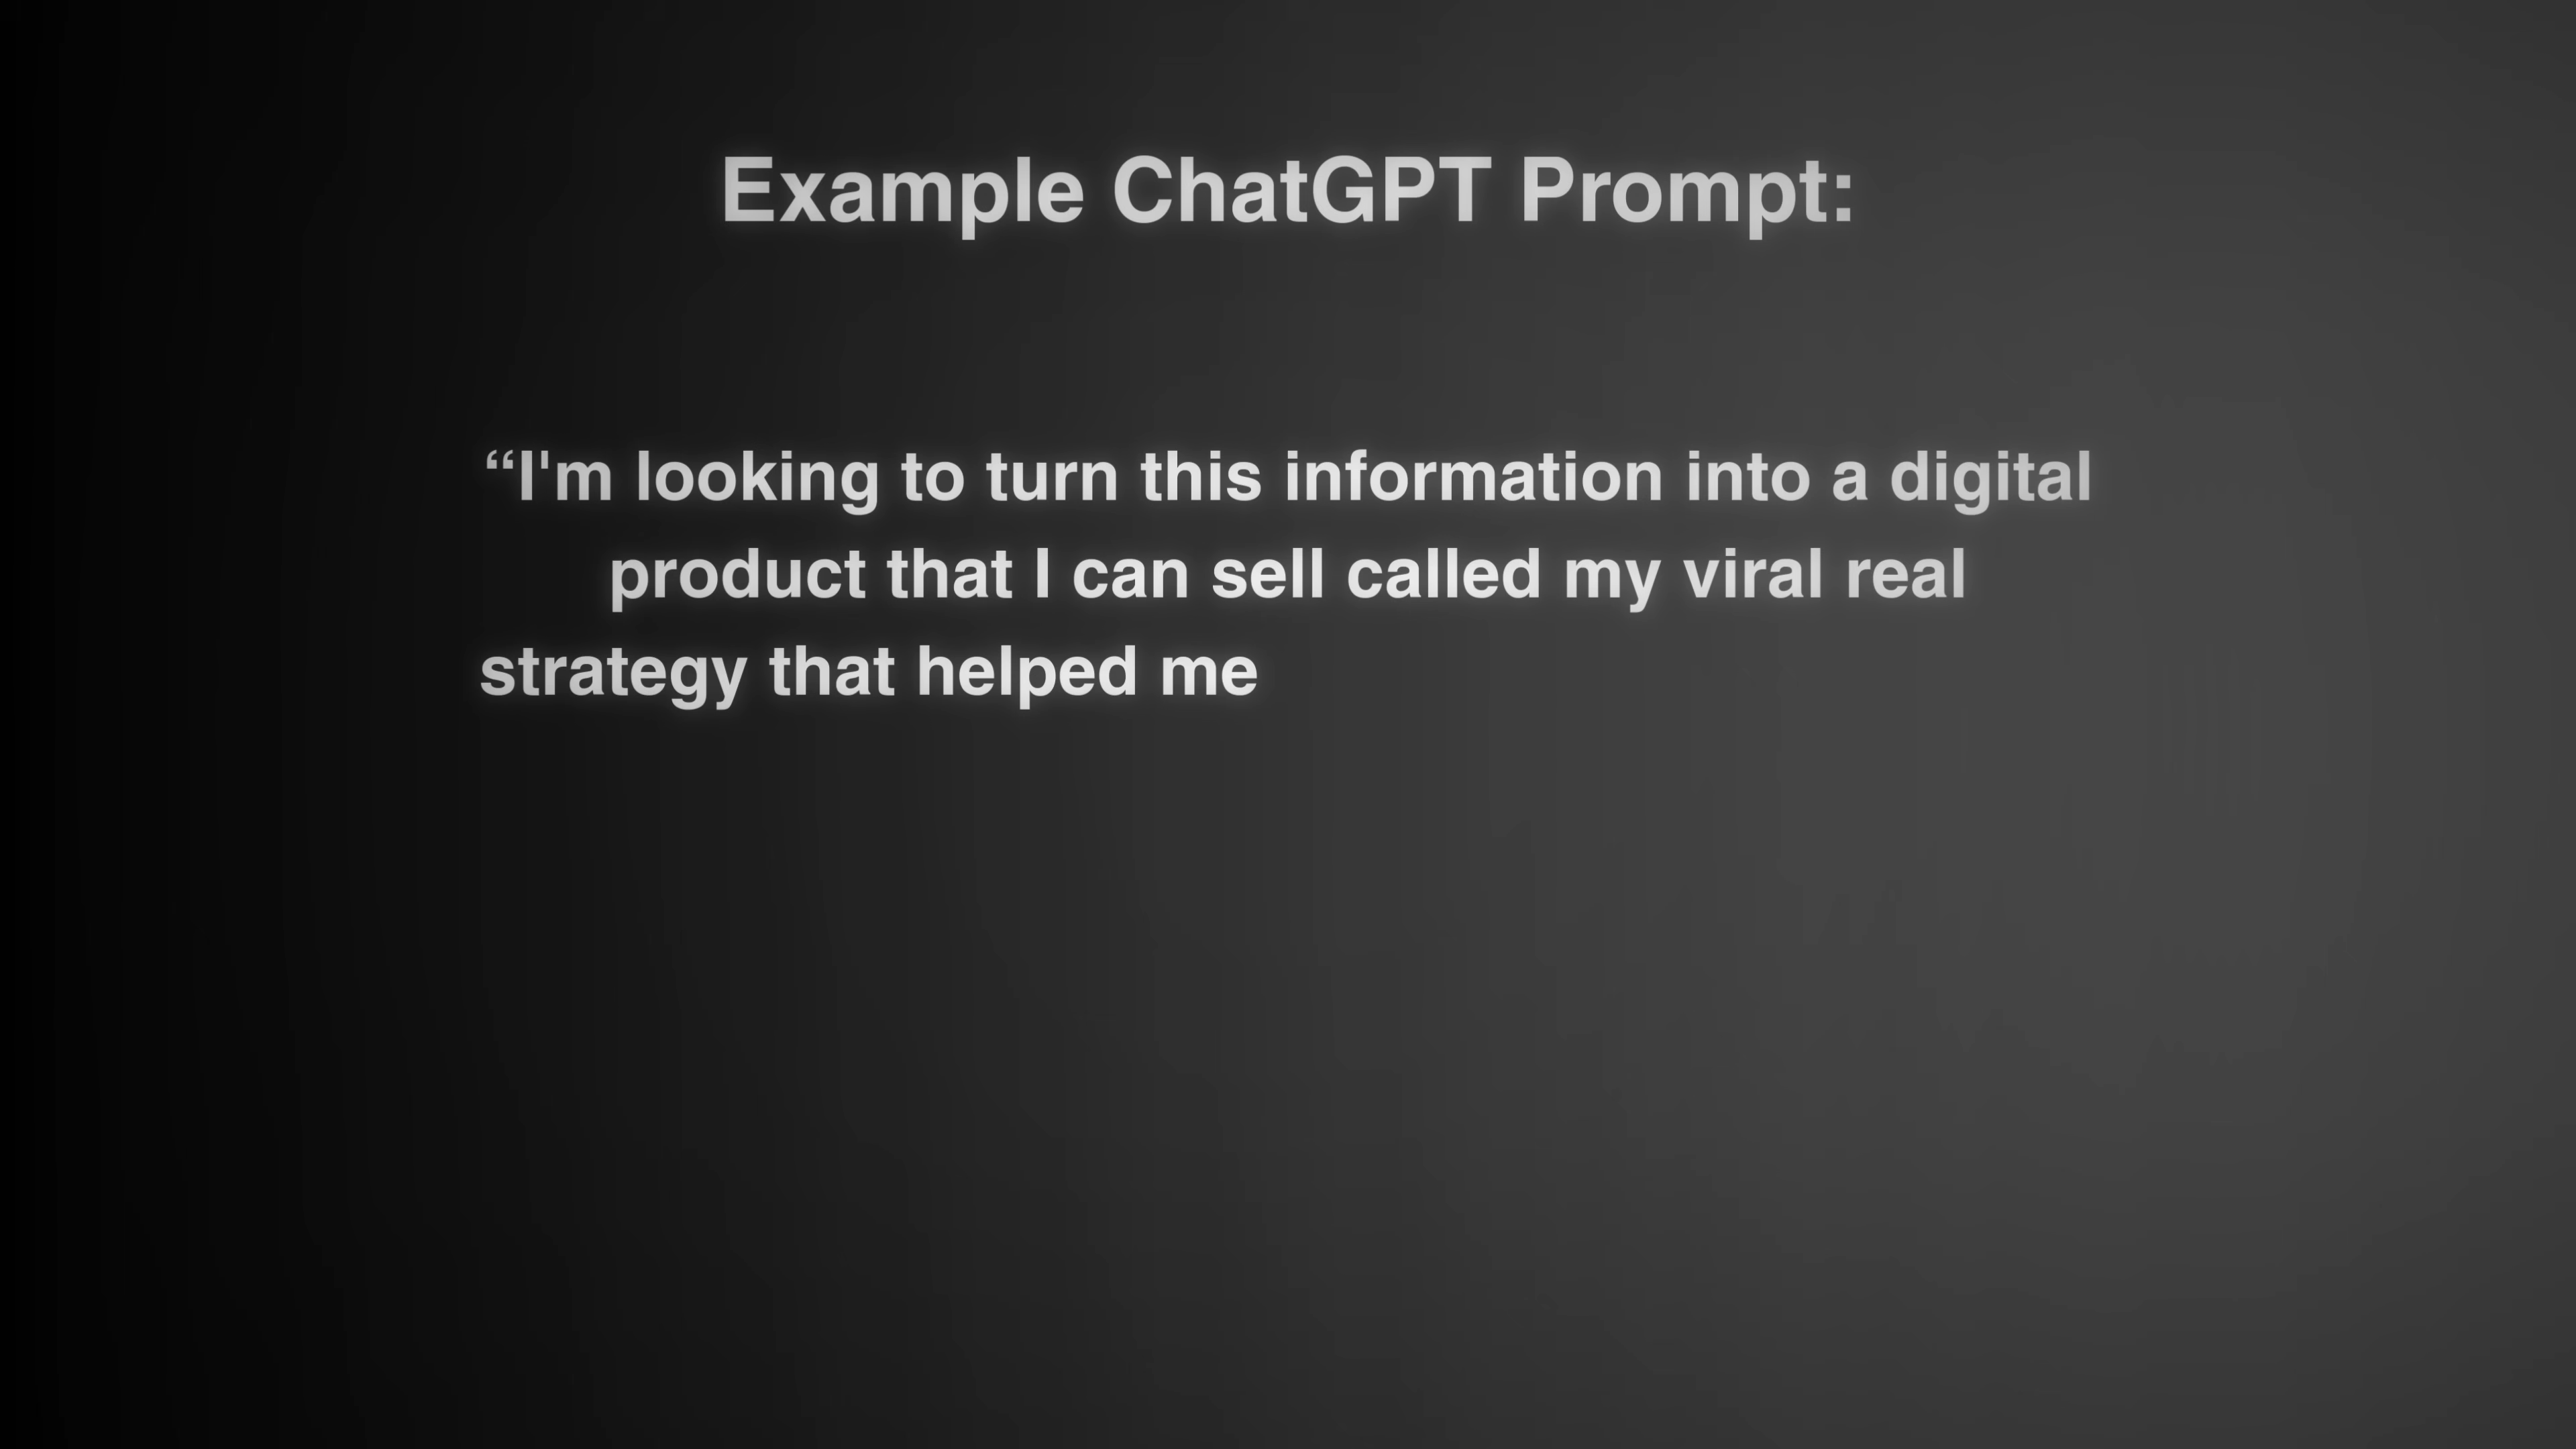 Example ChatGPT Prompt:
“I'm looking to turn this information into a digital
product that I can sell called my viral real
strategy that helped me